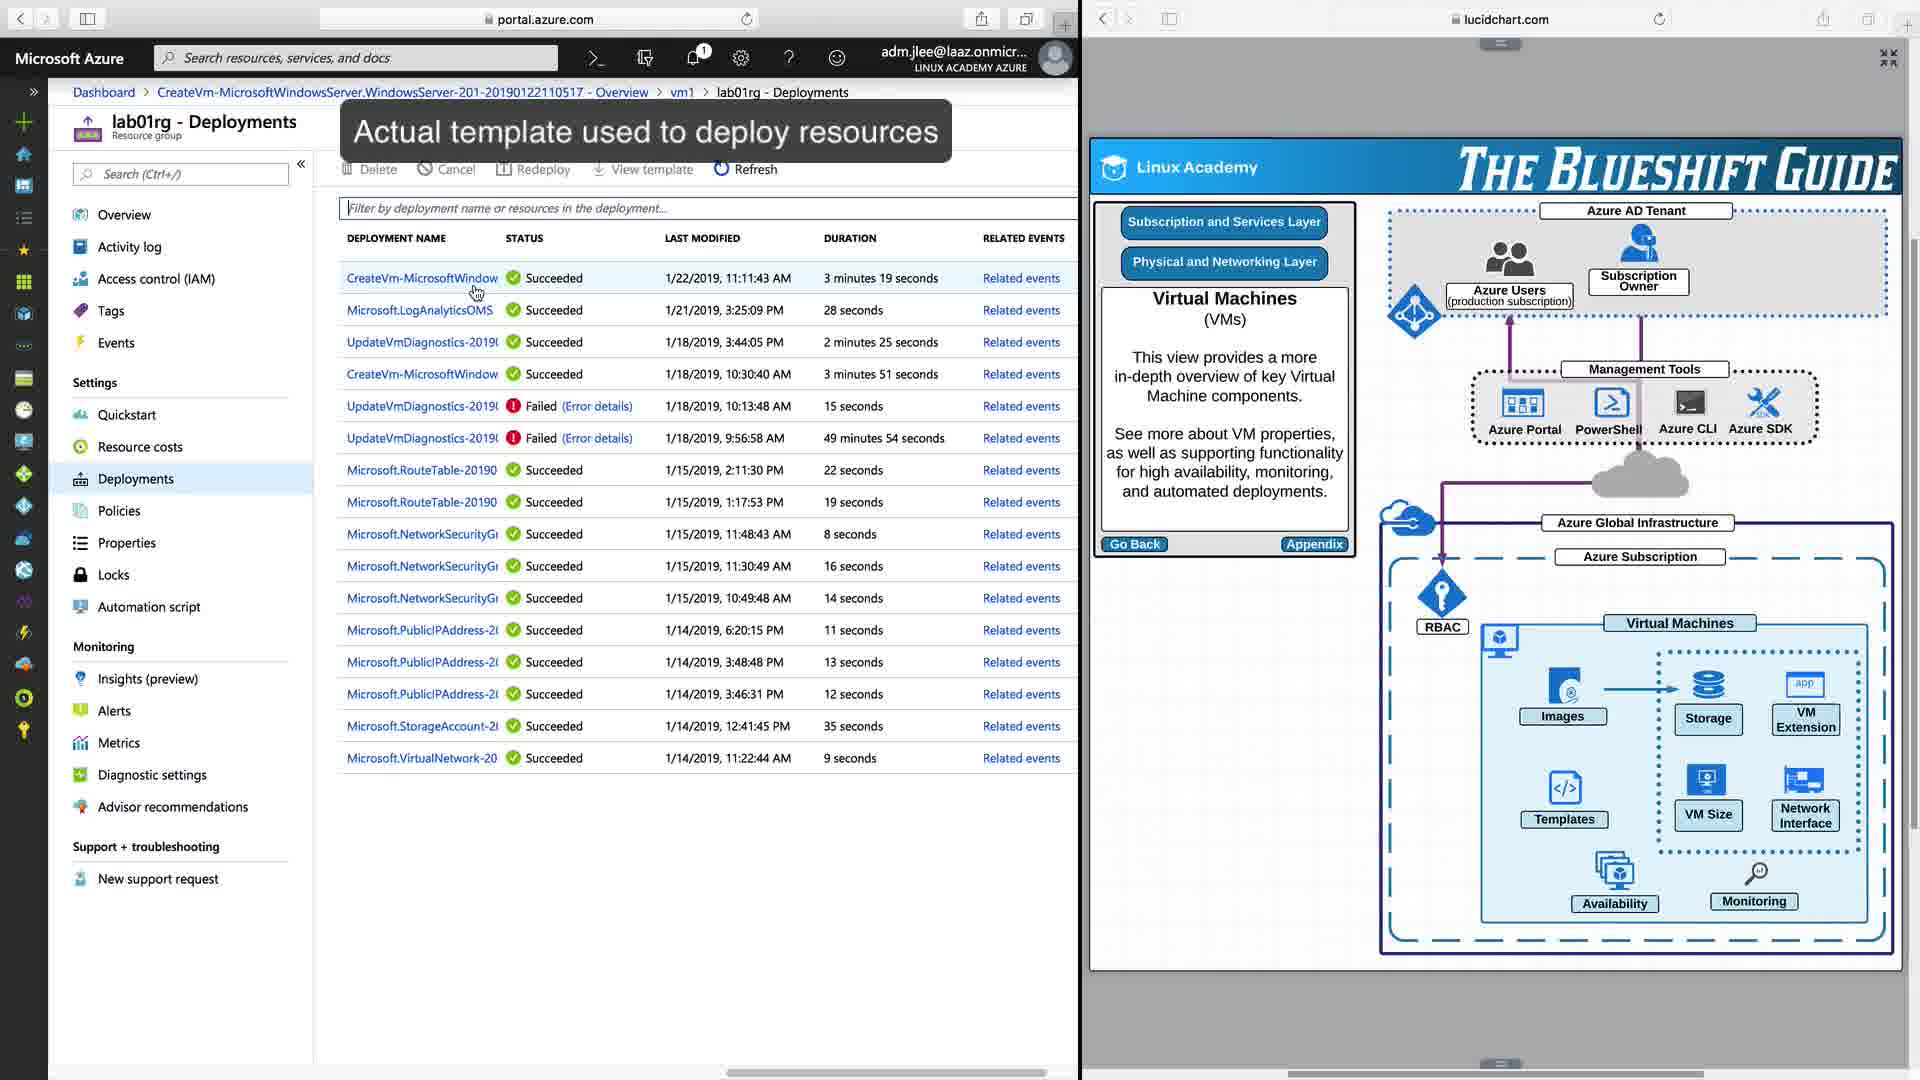 portal.azure.com
Microsoft Azure
Search resources, services, and docs
1
adm.jlee@laaz.onmicr...
LINUX ACADEMY AZURE
Dashboard > CreateVm-MicrosoftWindowsServer.WindowsServer-201-20190122110517 - Overview > vm1 > lab01rg - Deployments
lab01rg - Deployments
Resource group
Actual template used to deploy resources
Search (Ctrl+/)
Delete Cancel Redeploy View template Refresh
Filter by deployment name or resources in the deployment...
Overview
Activity log
Access control (IAM)
Tags
Events
Settings
Quickstart
Resource costs
Deployments
Policies
Properties
Locks
Automation script
Monitoring
Insights (preview)
Alerts
Metrics
Diagnostic settings
Advisor recommendations
Support + troubleshooting
New support request
DEPLOYMENT NAME STATUS LAST MODIFIED DURATION RELATED EVENTS
CreateVm-MicrosoftWindow Succeeded 1/22/2019, 11:11:43 AM 3 minutes 19 seconds Related events
Microsoft.LogAnalyticsOMS Succeeded 1/21/2019, 3:25:09 PM 28 seconds Related events
UpdateVmDiagnostics-2019( Succeeded 1/18/2019, 3:44:05 PM 2 minutes 25 seconds Related events
CreateVm-MicrosoftWindow Succeeded 1/18/2019, 10:30:40 AM 3 minutes 51 seconds Related events
UpdateVmDiagnostics-2019( Failed (Error details) 1/18/2019, 10:13:48 AM 15 seconds Related events
UpdateVmDiagnostics-2019( Failed (Error details) 1/18/2019, 9:56:58 AM 49 minutes 54 seconds Related events
Microsoft.RouteTable-20190 Succeeded 1/15/2019, 2:11:30 PM 22 seconds Related events
Microsoft.RouteTable-20190 Succeeded 1/15/2019, 1:17:53 PM 19 seconds Related events
Microsoft.NetworkSecurityGr Succeeded 1/15/2019, 11:48:43 AM 8 seconds Related events
Microsoft.NetworkSecurityGr Succeeded 1/15/2019, 11:30:49 AM 16 seconds Related events
Microsoft.NetworkSecurityGr Succeeded 1/15/2019, 10:49:48 AM 14 seconds Related events
Microsoft.PublicIPAddress-2( Succeeded 1/14/2019, 6:20:15 PM 11 seconds Related events
Microsoft.PublicIPAddress-2( Succeeded 1/14/2019, 3:48:48 PM 13 seconds Related events
Microsoft.PublicIPAddress-2( Succeeded 1/14/2019, 3:46:31 PM 12 seconds Related events
Microsoft.StorageAccount-2( Succeeded 1/14/2019, 12:41:45 PM 35 seconds Related events
Microsoft.VirtualNetwork-20 Succeeded 1/14/2019, 11:22:44 AM 9 seconds Related events
lucidchart.com
Linux Academy
THE BLUESHIFT GUIDE
Subscription and Services Layer
Physical and Networking Layer
Virtual Machines
(VMs)
This view provides a more
in-depth overview of key Virtual
Machine components.
See more about VM properties,
as well as supporting functionality
for high availability, monitoring,
and automated deployments.
Go Back
Appendix
Azure AD Tenant
Azure Users
(production subscription)
Subscription
Owner
Management Tools
Azure Portal
PowerShell
Azure CLI
SDK
Azure SDK
Azure Global Infrastructure
Azure Subscription
RBAC
Virtual Machines
Images
Storage
app
VM
Extension
Templates
VM Size
Network
Interface
Availability
Monitoring